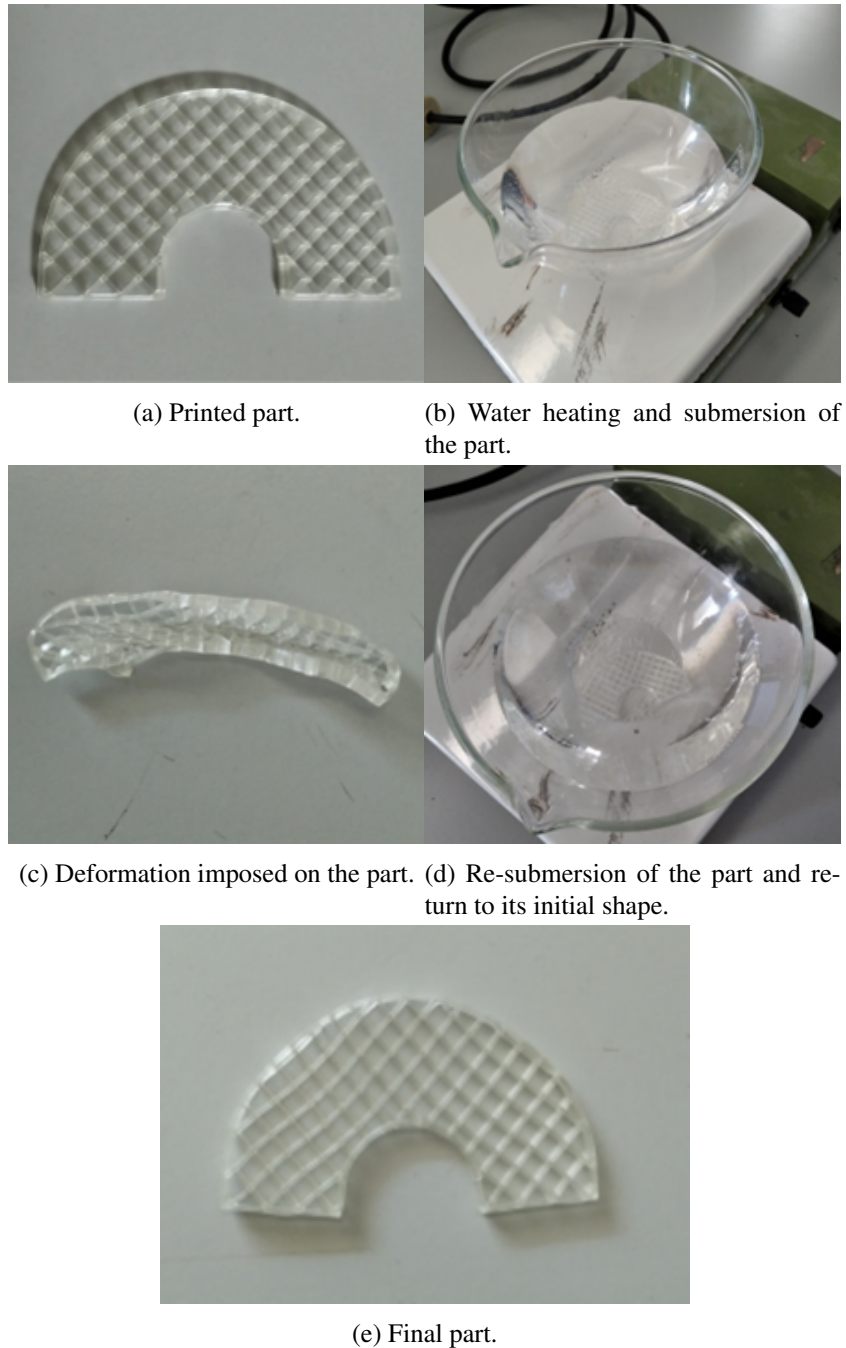 (a) Printed part.
(b) Water heating and submersion of
the part.
(c) Deformation imposed on the part.
(d) Re-submersion of the part and re-
turn to its initial shape.
(e) Final part.